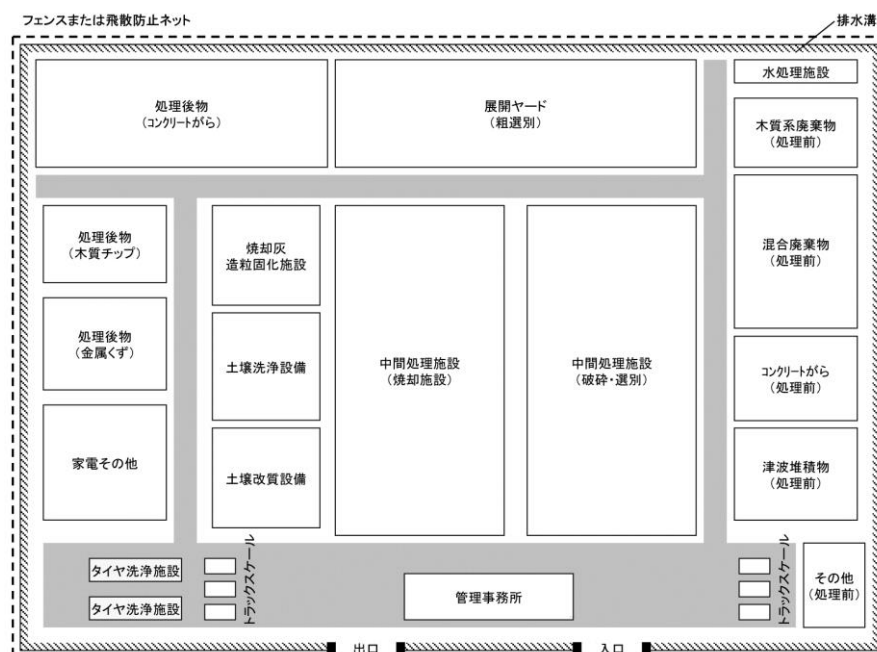 フェンスまたは飛散防止ネット
排水溝
処理後物
(コンクリートがら)
展開ヤード
(粗選別)
水処理施設
木質系廃棄物
(処理前)
処理後物
(木質チップ)
焼却灰
造粒固化施設
混合廃棄物
(処理前)
処理後物
(金属くず)
土壌洗浄設備
中間処理施設
(焼却施設)
中間処理施設
(破砕・選別)
コンクリートがら
(処理前)
家電その他
土壌改質設備
津波堆積物
(処理前)
タイヤ洗浄施設
タイヤ洗浄施設
トラックスケール
管理事務所
トラックスケール
その他
(処理前)
出口
入口